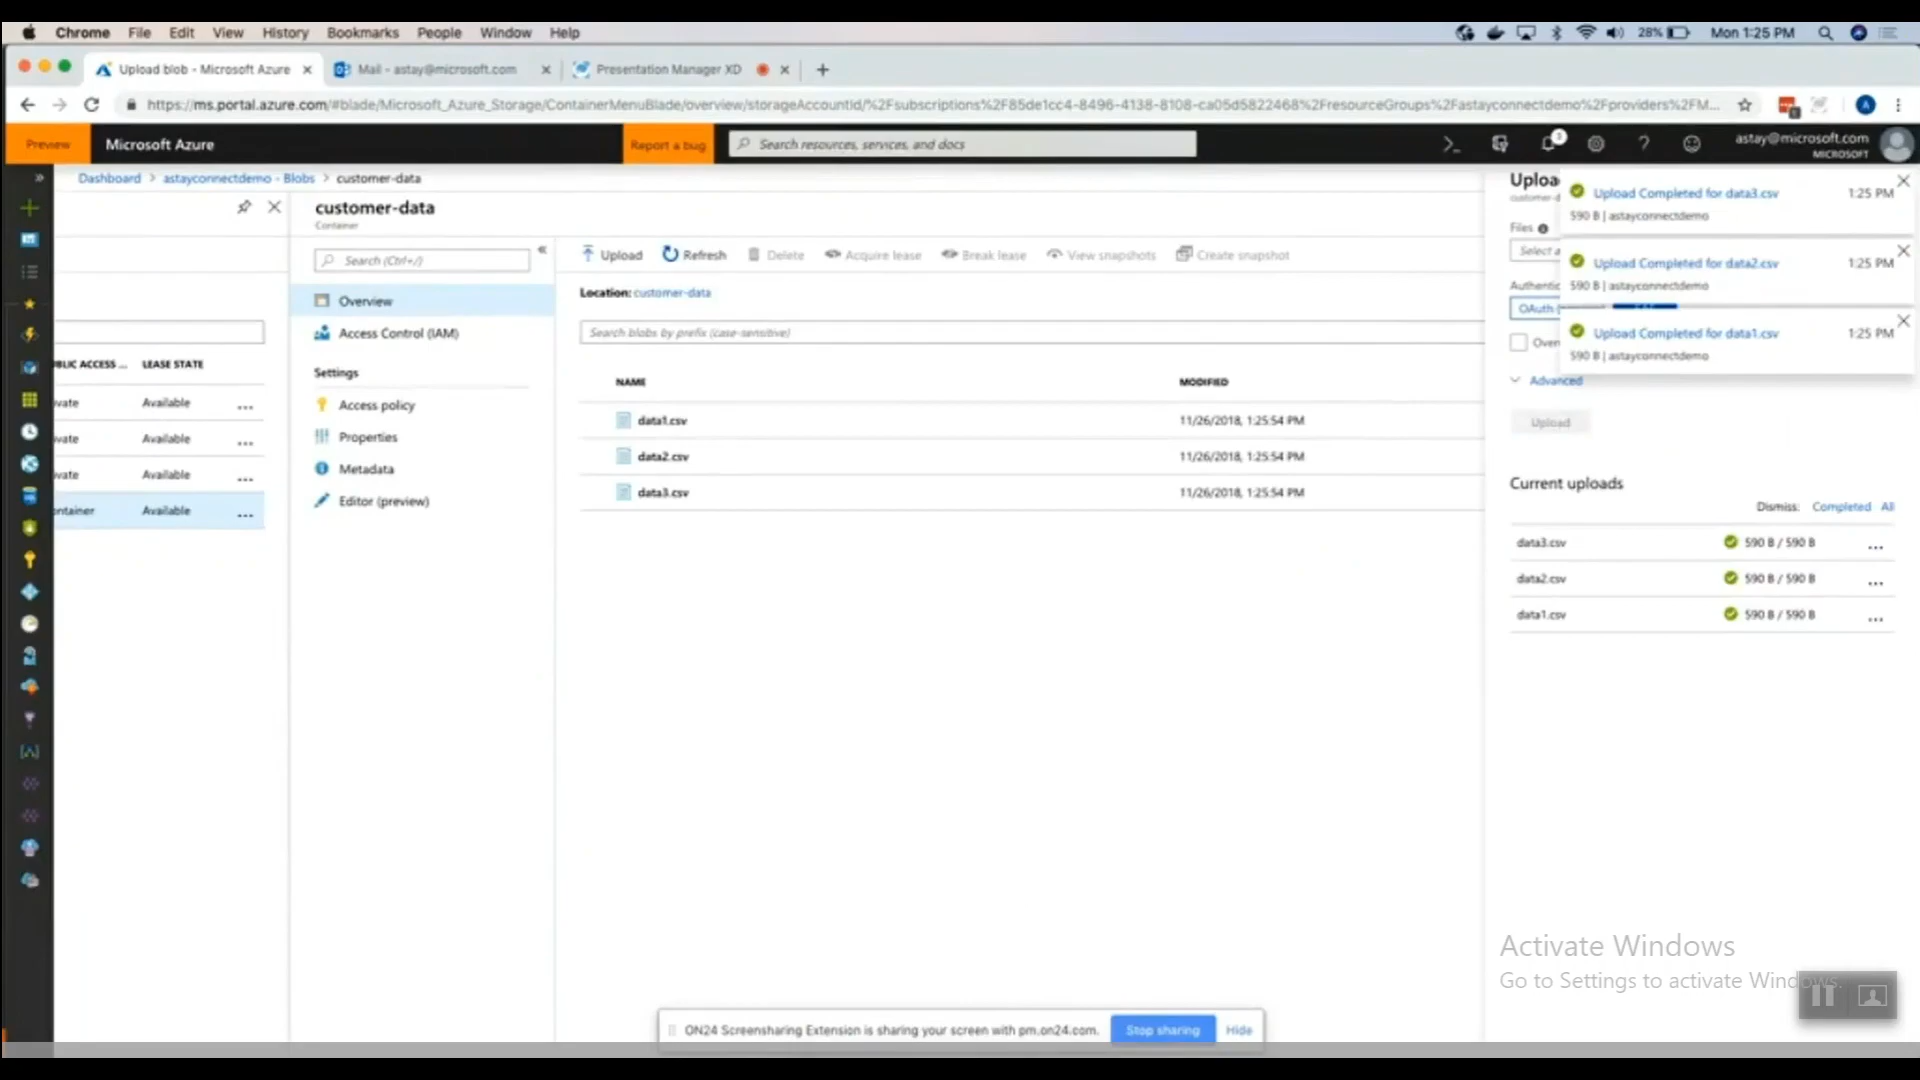 Chrome File Edit View History Bookmarks People Window Help 28% Mon 1:25 PM
Upload blob - Microsoft Azure Mail - astay@microsoft.com Presentation Manager XD
https://ms.portal.azure.com/#blade/Microsoft_Azure_Storage/ContainerMenuBlade/overview/storageAccountId/%2Fsubscriptions%2F85de1cc4-8496-4138-8108-ca05d5822468%2FresourceGroups%2Fastayconnectdemo%2Fproviders%2FM...
Preview Microsoft Azure Report a bug Search resources, services, and docs astay@microsoft.com
MICROSOFT
Dashboard > astayconnectdemo - Blobs > customer-data
BLIC ACCESS ... LEASE STATE
vate Available ...
vate Available ...
vate Available ...
ontainer Available ...
customer-data
Container
Search (Ctrl+/)
Overview
Access Control (IAM)
Settings
Access policy
Properties
Metadata
Editor (preview)
Upload Refresh Delete Acquire lease Break lease View snapshots Create snapshot
Location: customer-data
Search blobs by prefix (case-sensitive)
NAME MODIFIED
data1.csv 11/26/2018, 1:25:54 PM
data2.csv 11/26/2018, 1:25:54 PM
data3.csv 11/26/2018, 1:25:54 PM
Uploa
customer-d
Files
Select a
Authentic
OAuth
Over
Advanced
Upload
Upload Completed for data3.csv 1:25 PM
590 B | astayconnectdemo
Upload Completed for data2.csv 1:25 PM
590 B | astayconnectdemo
Upload Completed for data1.csv 1:25 PM
590 B | astayconnectdemo
Current uploads
Dismiss: Completed All
data3.csv 590 B / 590 B ...
data2.csv 590 B / 590 B ...
data1.csv 590 B / 590 B ...
Activate Windows
Go to Settings to activate Windows.
ON24 Screensharing Extension is sharing your screen with pm.on24.com. Stop sharing Hide